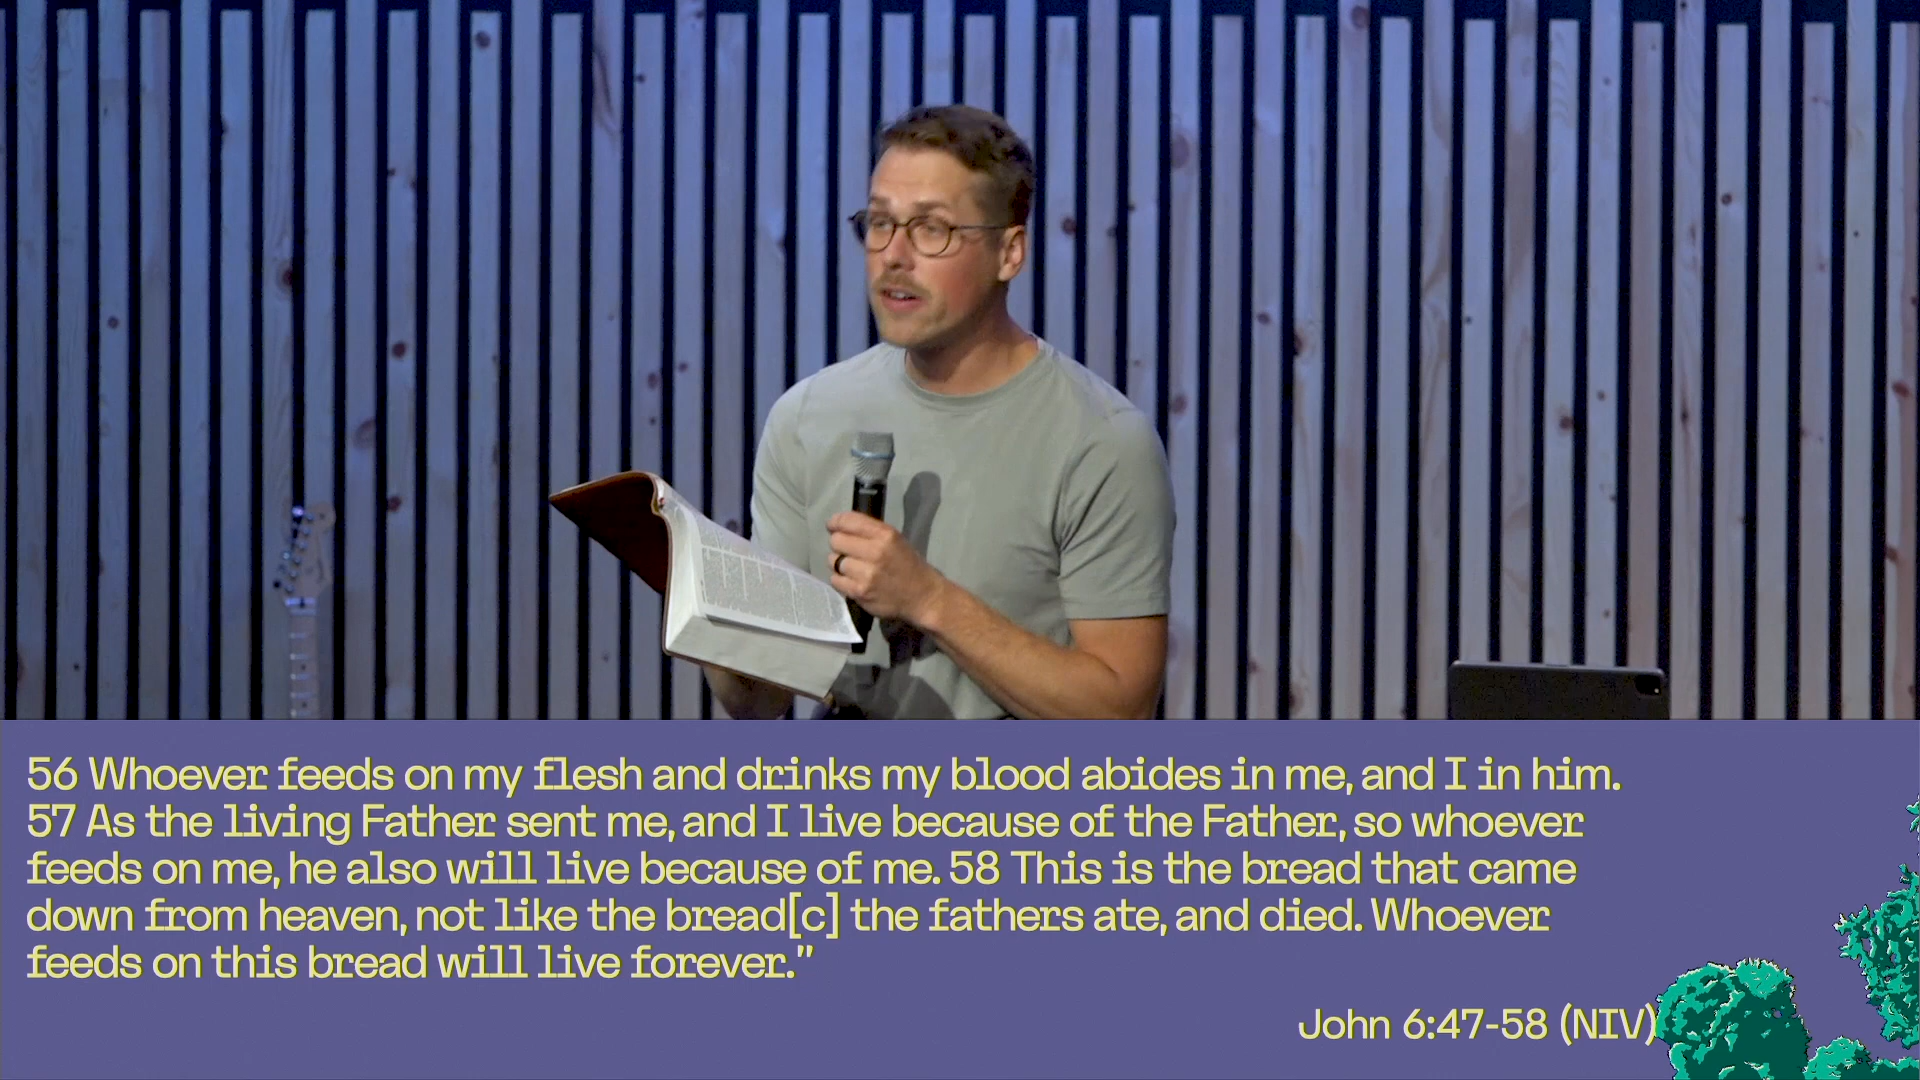 56 Whoever feeds on my flesh and drinks my blood abides in me, and I in him.
57 As the living Father sent me, and I live because of the Father, so whoever
feeds on me, he also will live because of me. 58 This is the bread that came
down from heaven, not like the bread[c] the fathers ate, and died. Whoever
feeds on this bread will live forever.”
John 6:47-58 (NIV)